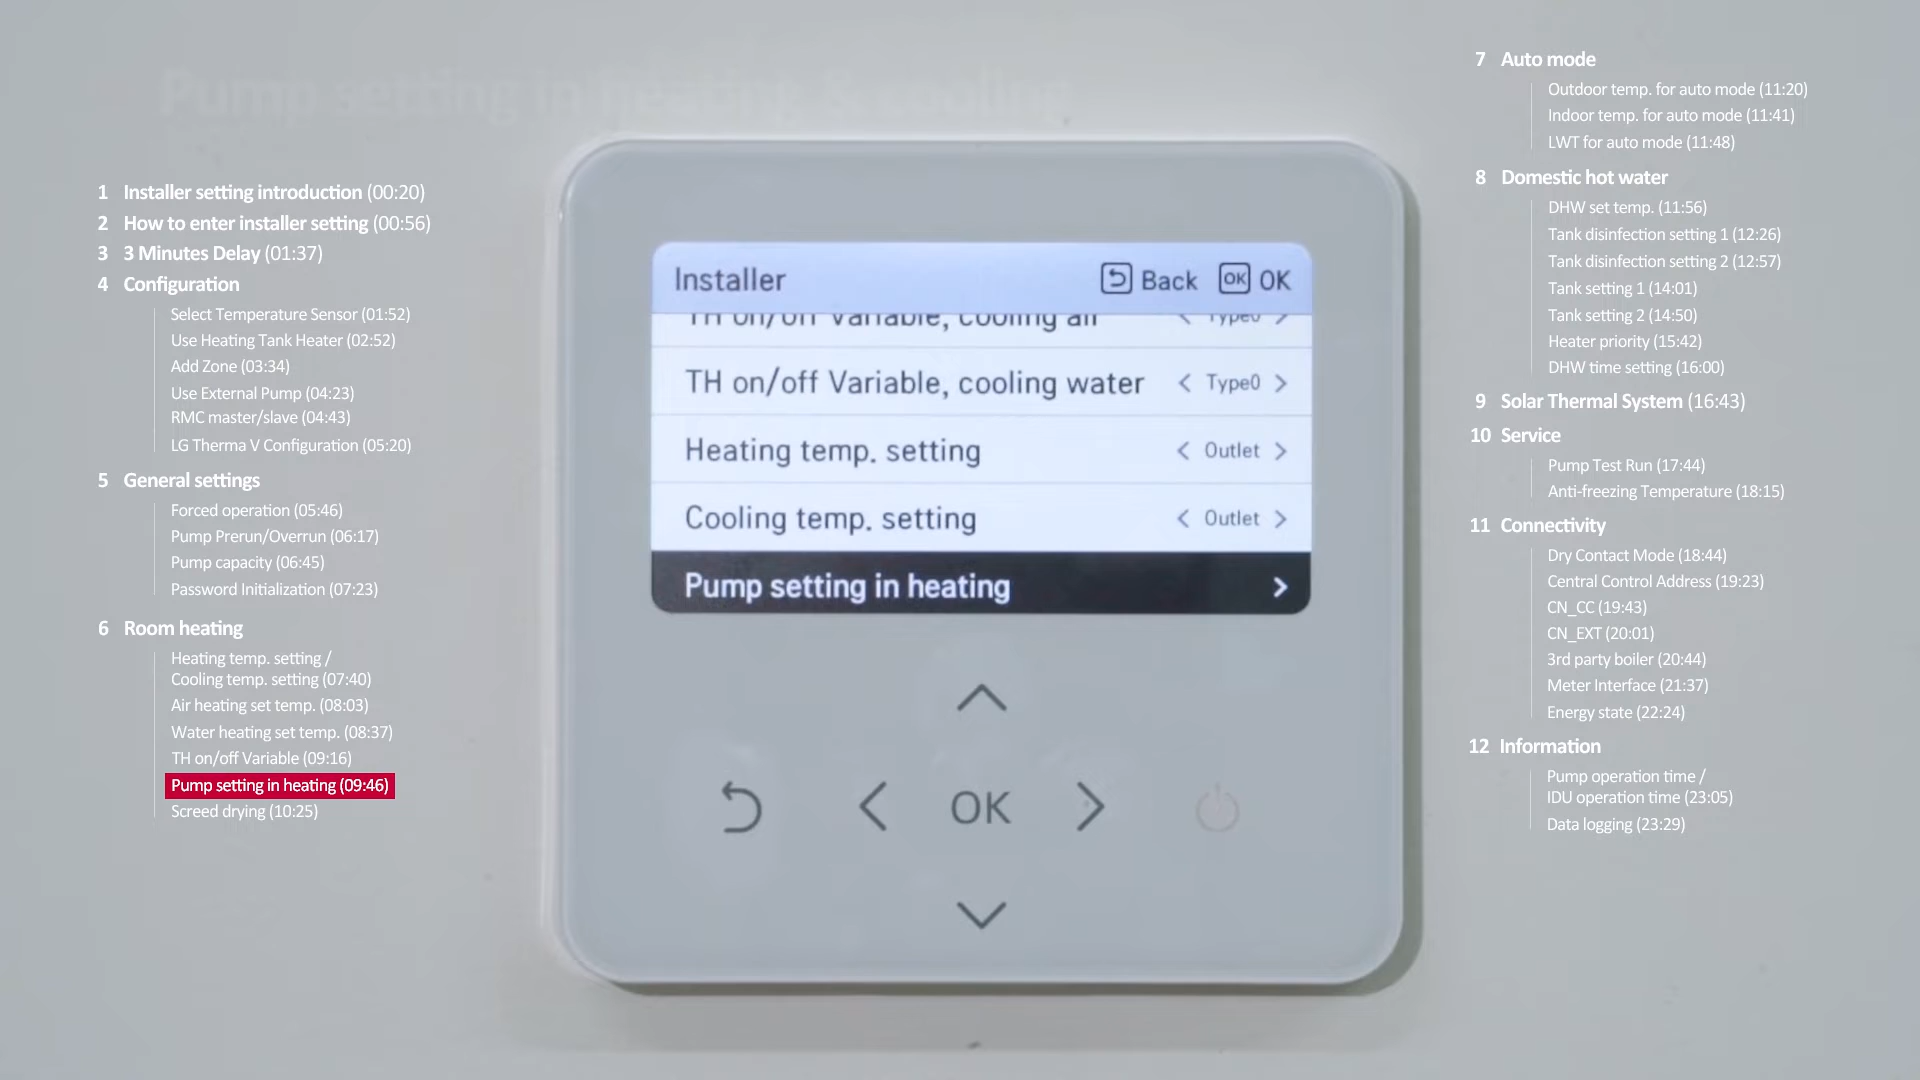 Pump setting in heating & cooling
1 Installer setting introduction (00:20)
2 How to enter installer setting (00:56)
3 3 Minutes Delay (01:37)
4 Configuration
Select Temperature Sensor (01:52)
Use Heating Tank Heater (02:52)
Add Zone (03:34)
Use External Pump (04:23)
RMC master/slave (04:43)
LG Therma V Configuration (05:20)
5 General settings
Forced operation (05:46)
Pump Prerun/Overrun (06:17)
Pump capacity (06:45)
Password Initialization (07:23)
6 Room heating
Heating temp. setting /
Cooling temp. setting (07:40)
Air heating set temp. (08:03)
Water heating set temp. (08:37)
TH on/off Variable (09:16)
Pump setting in heating (09:46)
Screed drying (10:25)
Installer Back OK OK
TH on/off Variable, cooling air < Type0 >
TH on/off Variable, cooling water < Type0 >
Heating temp. setting < Outlet >
Cooling temp. setting < Outlet >
Pump setting in heating >
OK
7 Auto mode
Outdoor temp. for auto mode (11:20)
Indoor temp. for auto mode (11:41)
LWT for auto mode (11:48)
8 Domestic hot water
DHW set temp. (11:56)
Tank disinfection setting 1 (12:26)
Tank disinfection setting 2 (12:57)
Tank setting 1 (14:01)
Tank setting 2 (14:50)
Heater priority (15:42)
DHW time setting (16:00)
9 Solar Thermal System (16:43)
10 Service
Pump Test Run (17:44)
Anti-freezing Temperature (18:15)
11 Connectivity
Dry Contact Mode (18:44)
Central Control Address (19:23)
CN_CC (19:43)
CN_EXT (20:01)
3rd party boiler (20:44)
Meter Interface (21:37)
Energy state (22:24)
12 Information
Pump operation time /
IDU operation time (23:05)
Data logging (23:29)